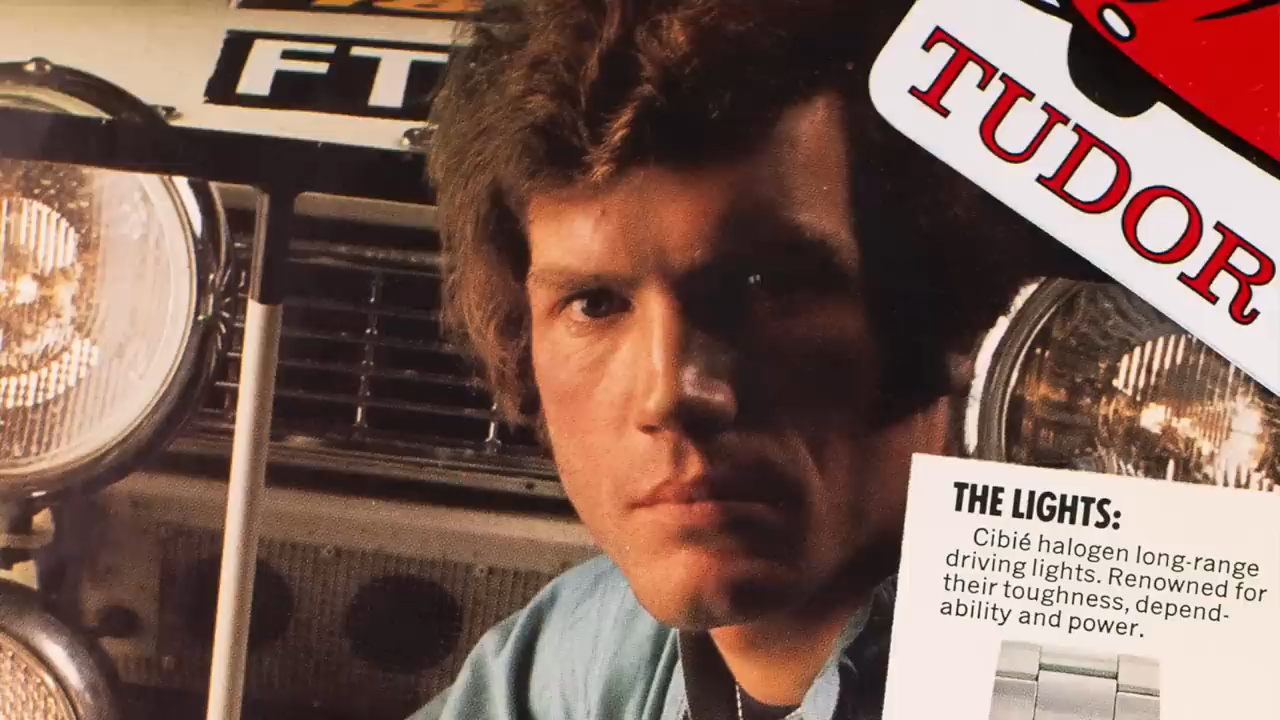 FT
TUDOR
THE LIGHTS:
Cibié halogen long-range
driving lights. Renowned for
their toughness, depend-
ability and power.